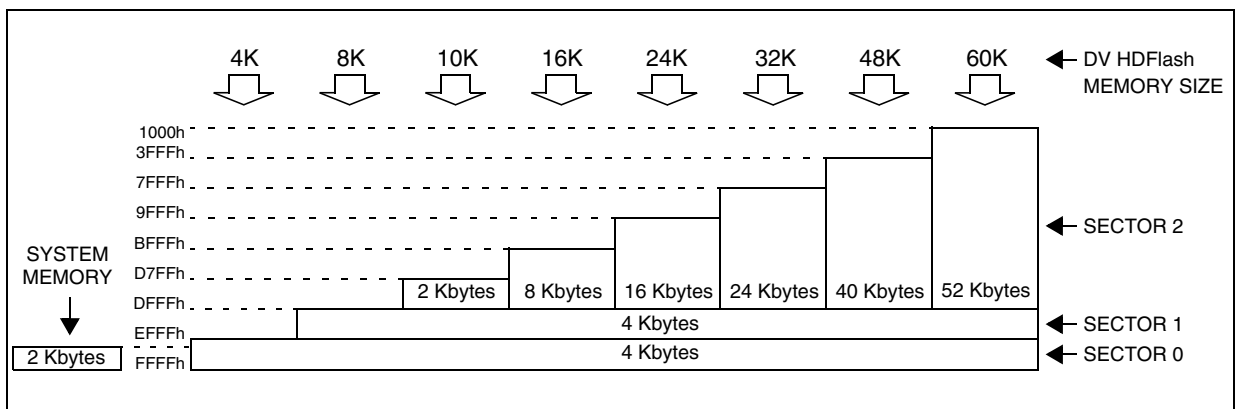 4K 8K 10K 16K 24K 32K 48K 60K DV HDFlash
MEMORY SIZE
1000h
3FFFh
7FFFh
9FFFh
SECTOR 2
BFFFh
SYSTEM
MEMORY
D7FFh
2 Kbytes 8 Kbytes 16 Kbytes 24 Kbytes 40 Kbytes 52 Kbytes
DFFFh
4 Kbytes SECTOR 1
EFFFh
2 Kbytes 4 Kbytes SECTOR 0
FFFFh